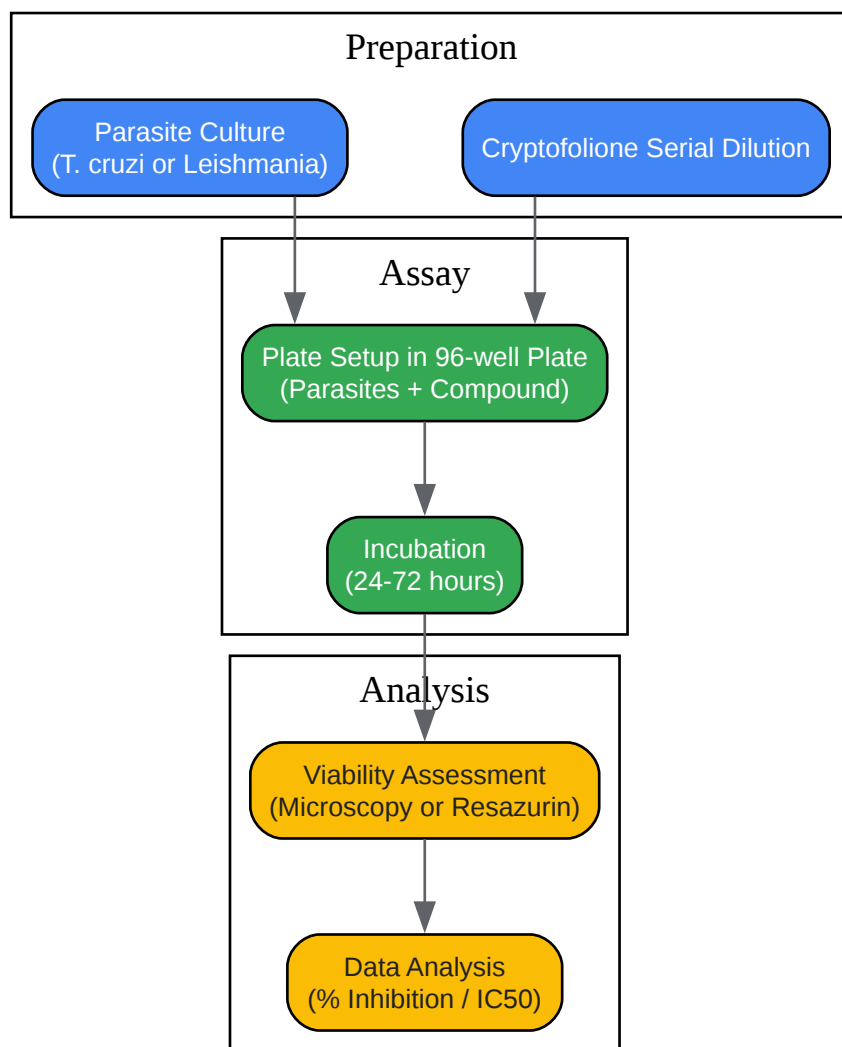 Preparation
Parasite Culture
(T. cruzi or Leishmania)
Cryptofolione Serial Dilution
Assay
Plate Setup in 96-well Plate
(Parasites + Compound)
Incubation
(24-72 hours)
Analysis
Viability Assessment
(Microscopy or Resazurin)
Data Analysis
(% Inhibition / IC50)